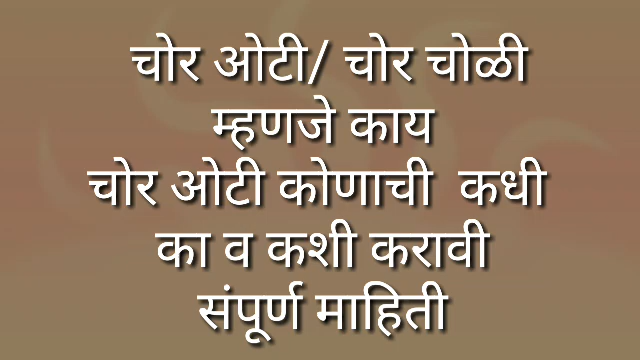 चोर ओटी/ चोर चोळी
म्हणजे काय
चोर ओटी कोणाची कधी
का व कशी करावी
संपूर्ण माहिती